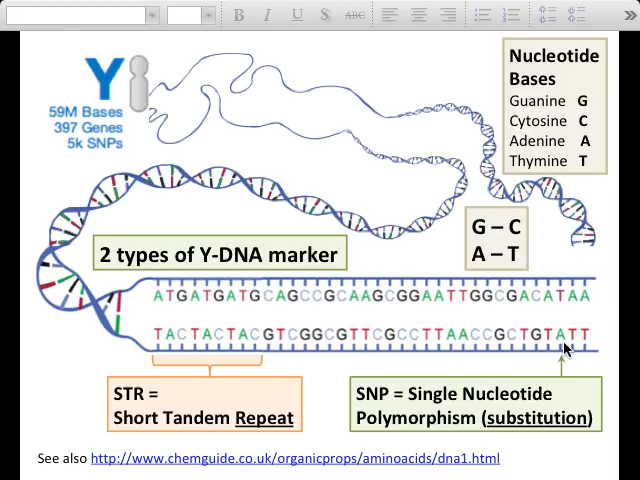 B I U S ABC
Y
59M Bases
397 Genes
5k SNPs
Nucleotide
Bases
Guanine G
Cytosine C
Adenine A
Thymine T
G – C
A – T
2 types of Y-DNA marker
ATGATGATGCAGCCGCAAGCGGAATTGGCGACATAA
TACTACTACGTCGGCGTTCGCCTTAACCGCTGTATT
STR =
Short Tandem Repeat
SNP = Single Nucleotide
Polymorphism (substitution)
See also http://www.chemguide.co.uk/organicprops/aminoacids/dna1.html